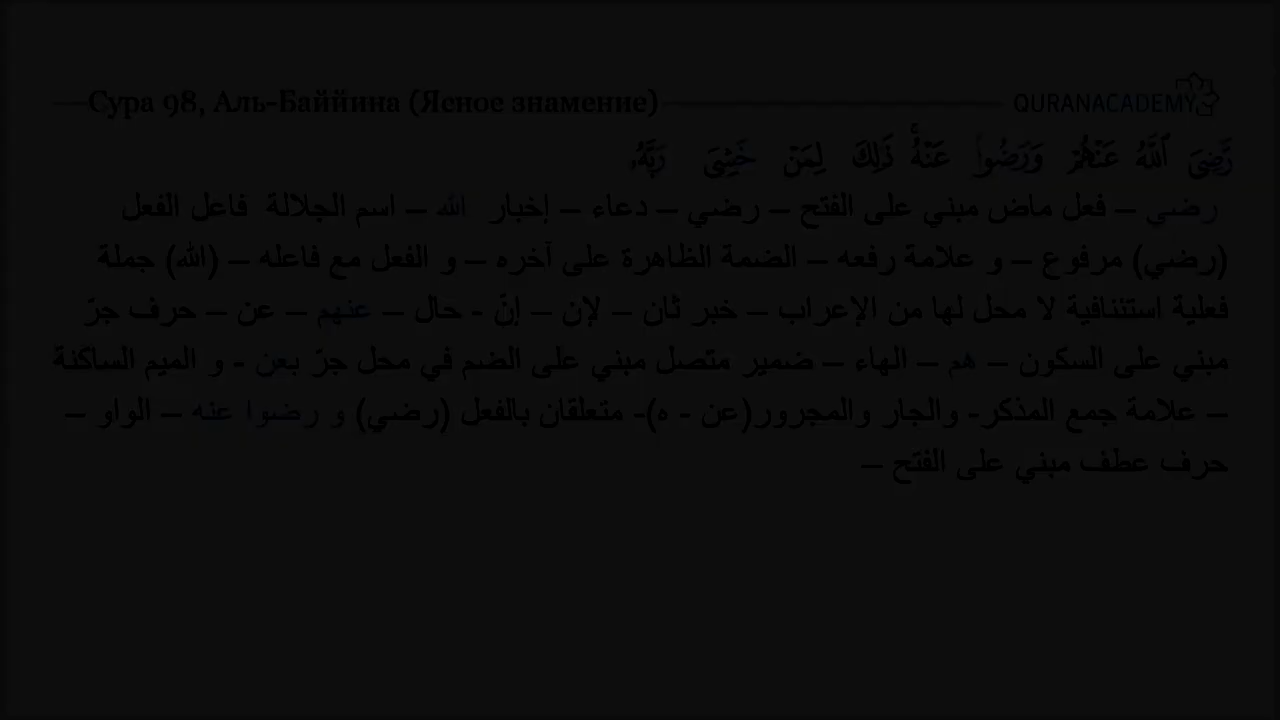 Сура 98, Аль-Баййина (Ясное знамение)
QURANACADEMY
رَّضِيَ ٱللَّهُ عَنْهُمْ وَرَضُوا۟ عَنْهُ ۚ ذَٰلِكَ لِمَنْ خَشِىَ رَبَّهُۥ
رضي – فعل ماض مبني على الفتح – رضي – دعاء – إخبار الله – اسم الجلالة فاعل الفعل
(رضي) مرفوع – و علامة رفعه – الضمة الظاهرة على آخره – و الفعل مع فاعله – (الله) جملة
فعلية استئنافية لا محل لها من الإعراب – خبر ثان – لإن – إنّ - حال – عنهم – عن – حرف جرّ
مبني على السكون – هم – الهاء – ضمير متصل مبني على الضم في محل جرّ بعن - و الميم الساكنة
– علامة جمع المذكر- والجار والمجرور(عن - ه)- متعلقان بالفعل (رضي) و رضوا عنه – الواو –
حرف عطف مبني على الفتح –